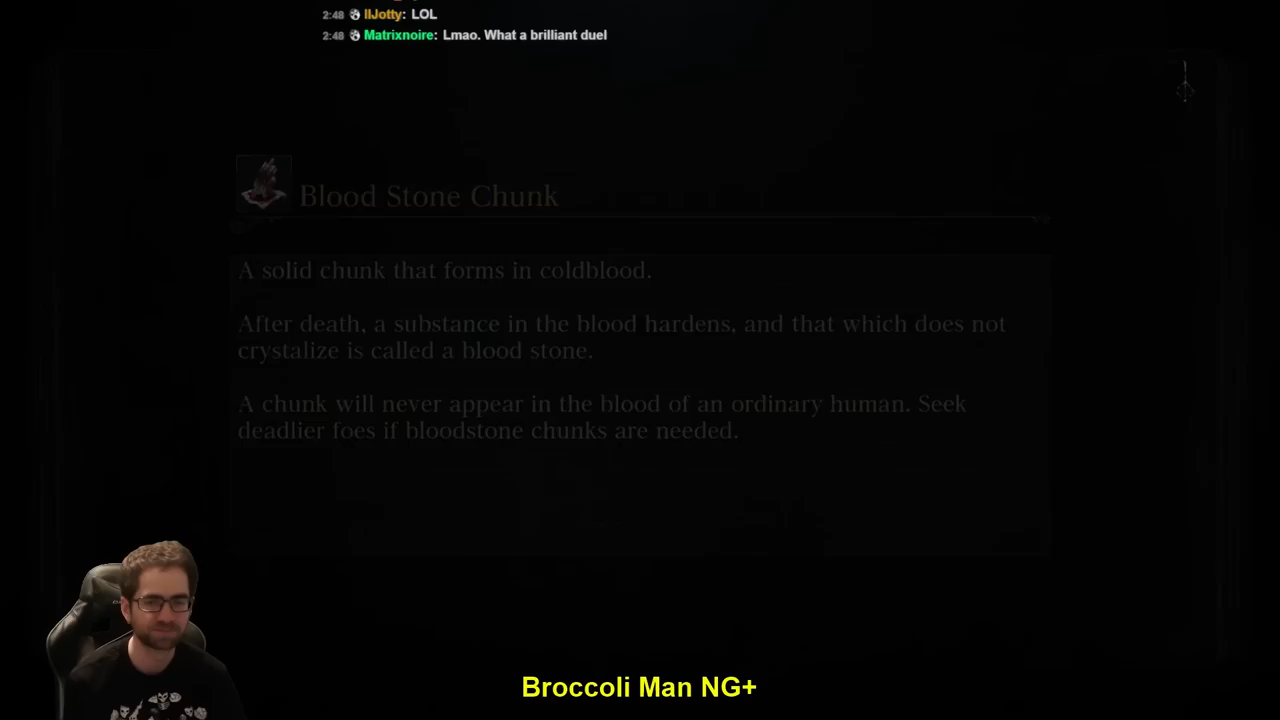 2:48 IlJotty: LOL
2:48 Matrixnoire: Lmao. What a brilliant duel
Blood Stone Chunk
A solid chunk that forms in coldblood.
After death, a substance in the blood hardens, and that which does not
crystalize is called a blood stone.
A chunk will never appear in the blood of an ordinary human. Seek
deadlier foes if bloodstone chunks are needed.
Broccoli Man NG+